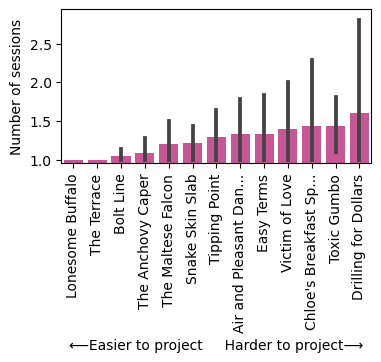 Number of sessions
2.5
2.0
1.5
1.0
Lonesome Buffalo
The Terrace
Bolt Line
The Anchovy Caper
The Maltese Falcon
Snake Skin Slab
Tipping Point
Air and Pleasant Dan...
Easy Terms
Victim of Love
Chloe's Breakfast Sp...
Toxic Gumbo
Drilling for Dollars
⟵Easier to project Harder to project⟶